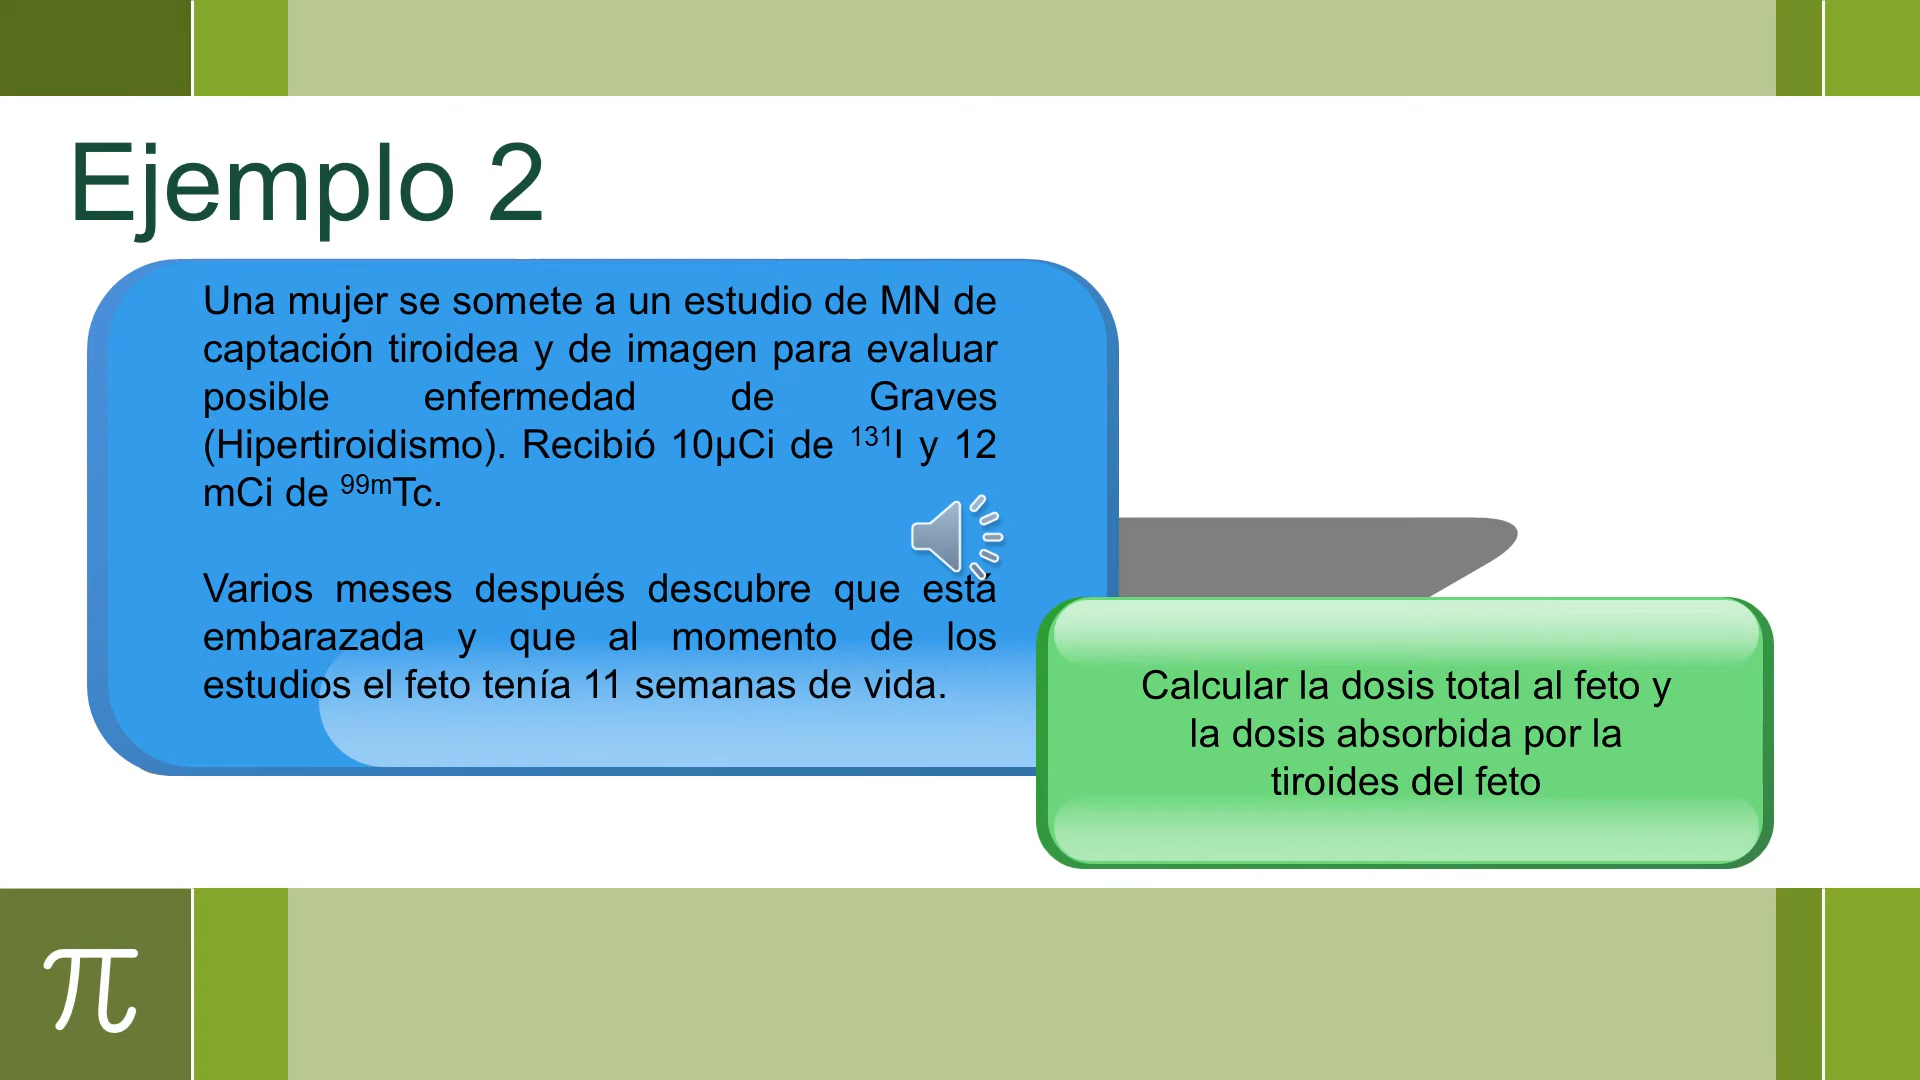 Ejemplo 2
Una mujer se somete a un estudio de MN de
captación tiroidea y de imagen para evaluar
posible enfermedad de Graves
(Hipertiroidismo). Recibió 10µCi de ¹³¹I y 12
mCi de ⁹⁹ᵐTc.
Varios meses después descubre que está
embarazada y que al momento de los
estudios el feto tenía 11 semanas de vida.
Calcular la dosis total al feto y
la dosis absorbida por la
tiroides del feto
π